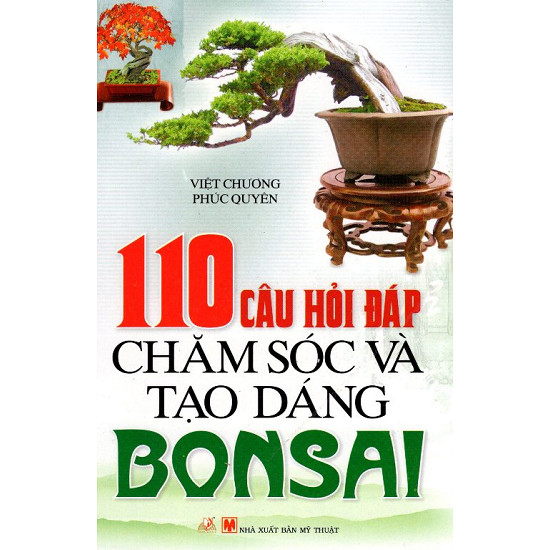 VIỆT CHƯƠNG
PHÚC QUYÊN
110 CÂU HỎI ĐÁP
CHĂM SÓC VÀ
TẠO DÁNG
BONSAI
NHÀ XUẤT BẢN MỸ THUẬT